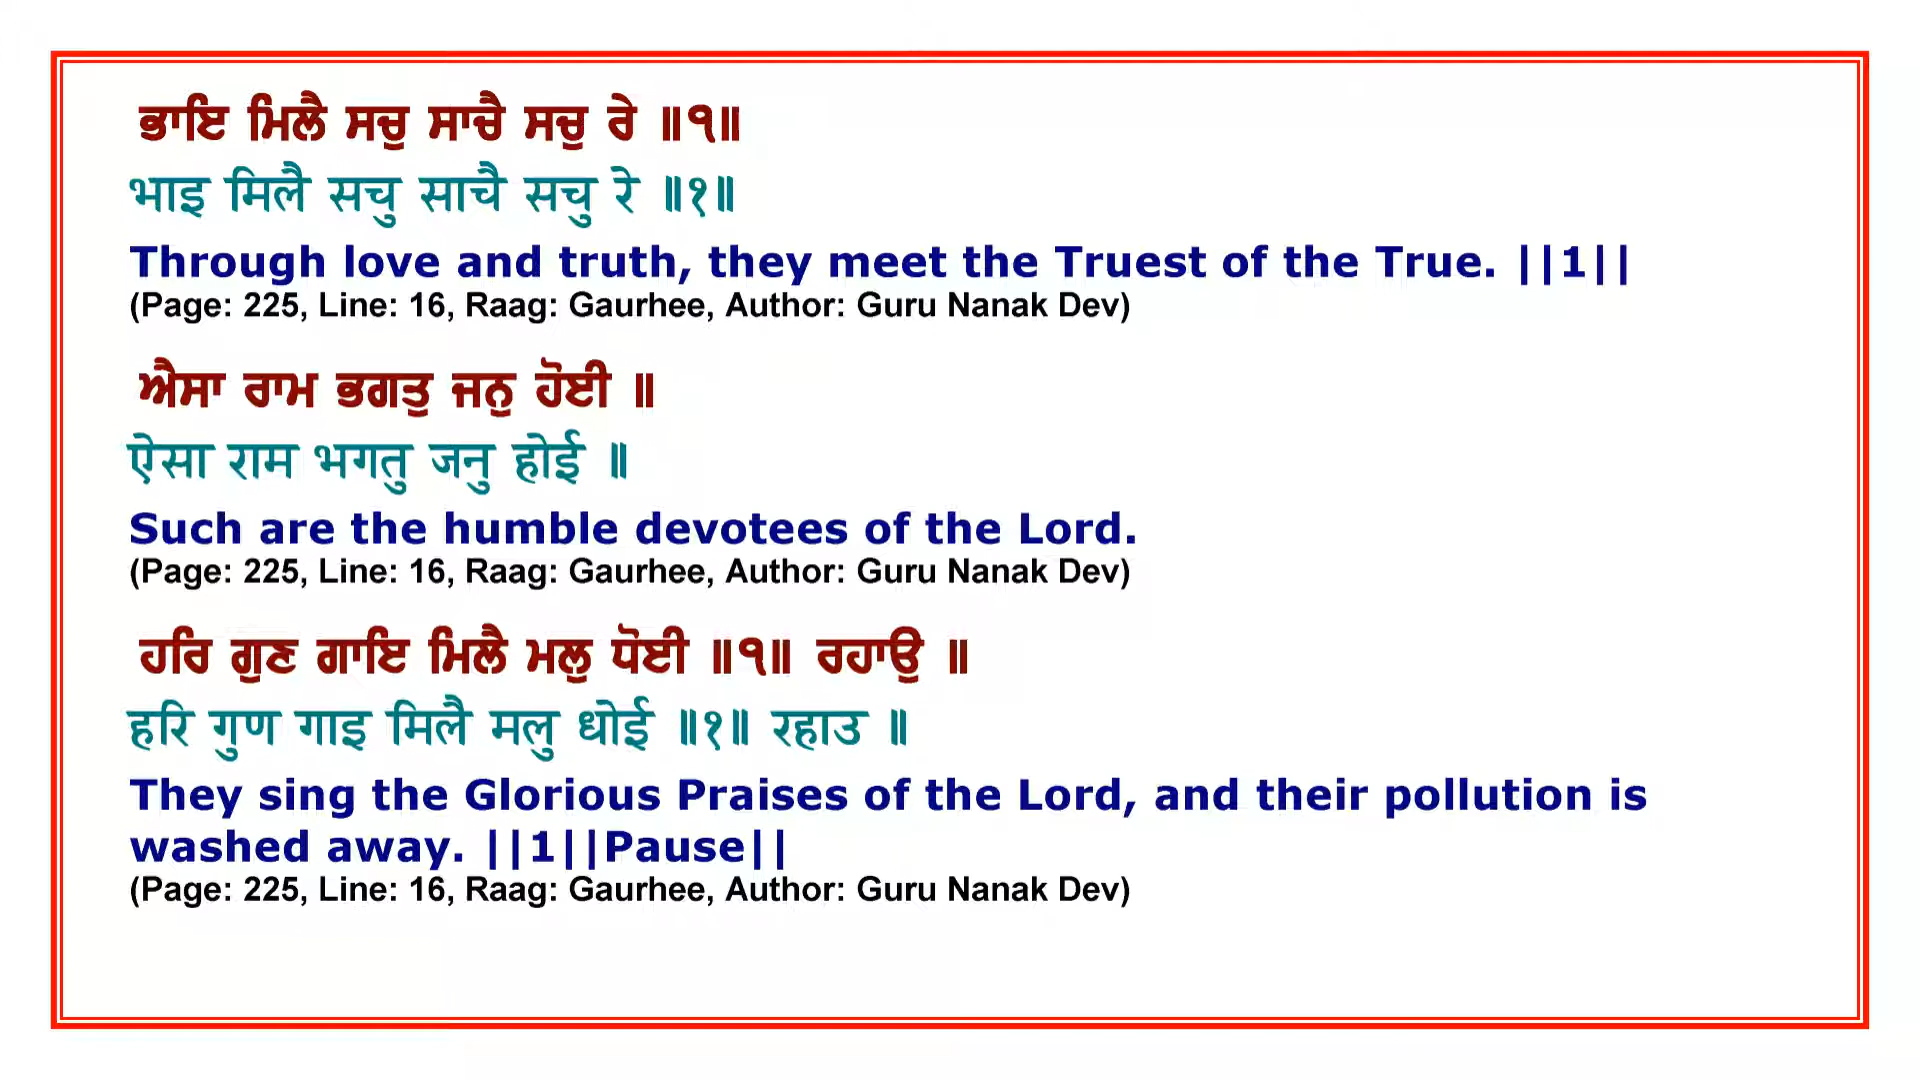 ਭਾਇ ਮਿਲੈ ਸਚੁ ਸਾਚੈ ਸਚੁ ਰੇ ॥੧॥
भाइ मिलै सचु साचै सचु रे ॥१॥
Through love and truth, they meet the Truest of the True. ||1||
(Page: 225, Line: 16, Raag: Gaurhee, Author: Guru Nanak Dev)
ਐਸਾ ਰਾਮ ਭਗਤੁ ਜਨੁ ਹੋਈ ॥
ऐसा राम भगतु जनु होई ॥
Such are the humble devotees of the Lord.
(Page: 225, Line: 16, Raag: Gaurhee, Author: Guru Nanak Dev)
ਹਰਿ ਗੁਣ ਗਾਇ ਮਿਲੈ ਮਲੁ ਧੋਈ ॥੧॥ ਰਹਾਉ ॥
हरि गुण गाइ मिलै मलु धोई ॥१॥ रहाउ ॥
They sing the Glorious Praises of the Lord, and their pollution is
washed away. ||1||Pause||
(Page: 225, Line: 16, Raag: Gaurhee, Author: Guru Nanak Dev)